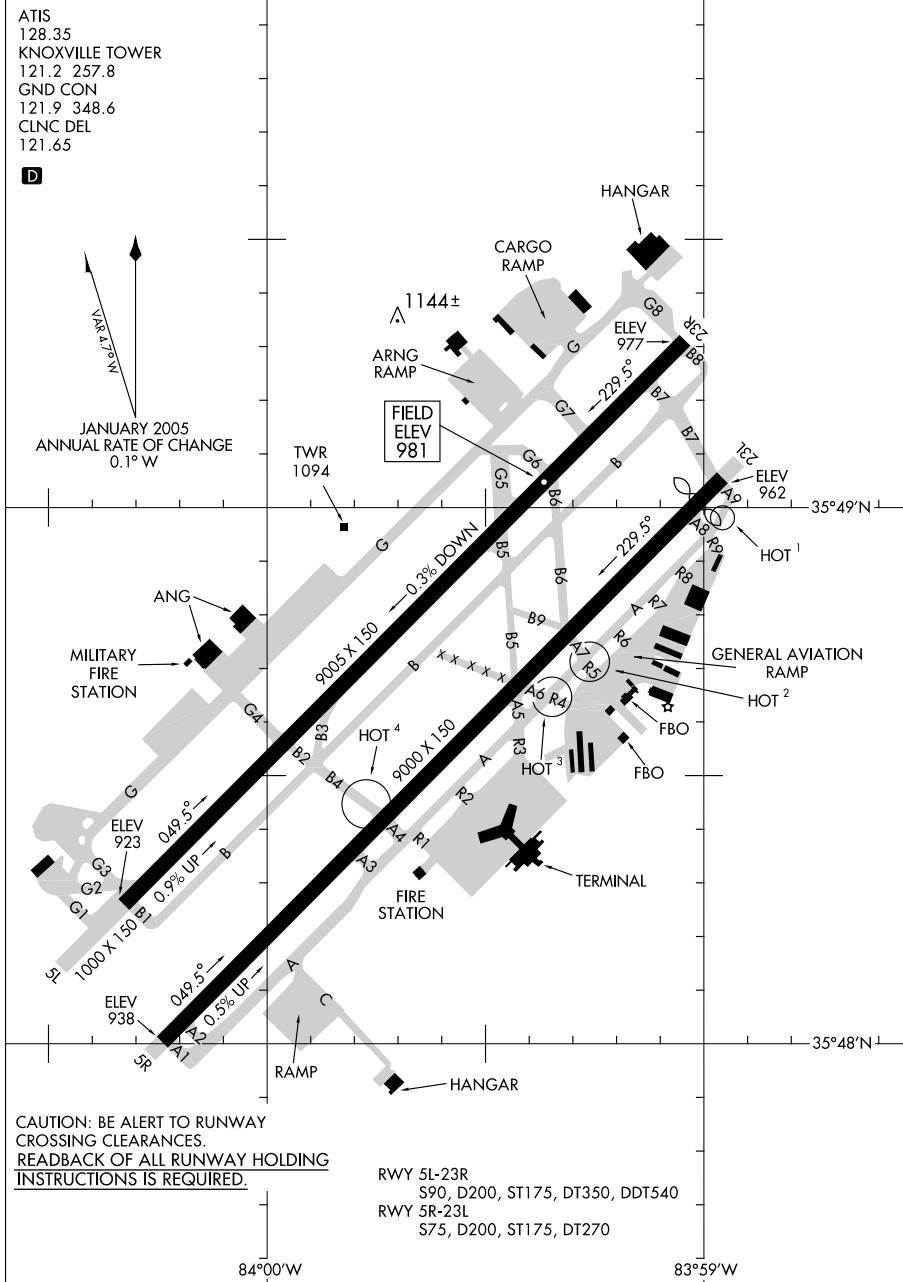 ATIS
128.35
KNOXVILLE TOWER
121.2 257.8
GND CON
121.9 348.6
CLNC DEL
121.65
D
VAR 4.7° W
JANUARY 2005
ANNUAL RATE OF CHANGE
0.1° W
HANGAR
CARGO
RAMP
1144±
ARNG
RAMP
G8
ELEV
977
23R
B8
G
FIELD
ELEV
981
G7
229.5°
B7
B7
TWR
1094
G6
G5
B6
B
23L
ELEV
962
A9
35°49'N
G
B5
0.3% DOWN
229.5°
A8
R9
HOT 1
B6
R8
R7
A
ANG
MILITARY
FIRE
STATION
9005 X 150
B9
B5
B
R6
A7
R5
GENERAL AVIATION
RAMP
HOT 2
X X X X X X
A6
R4
A5
G4
B3
B2
HOT 4
9000 X 150
R3
HOT 3
FBO
FBO
B4
A
R2
G
049.5°
ELEV
923
A4
R1
A3
TERMINAL
B
0.9% UP
G3
G2
G1
B1
FIRE
STATION
1000 X 150
5L
049.5°
0.5% UP
A
C
ELEV
938
A2
A1
5R
35°48'N
RAMP
HANGAR
CAUTION: BE ALERT TO RUNWAY
CROSSING CLEARANCES.
READBACK OF ALL RUNWAY HOLDING
INSTRUCTIONS IS REQUIRED.
RWY 5L-23R
S90, D200, ST175, DT350, DDT540
RWY 5R-23L
S75, D200, ST175, DT270
84°00'W
83°59'W